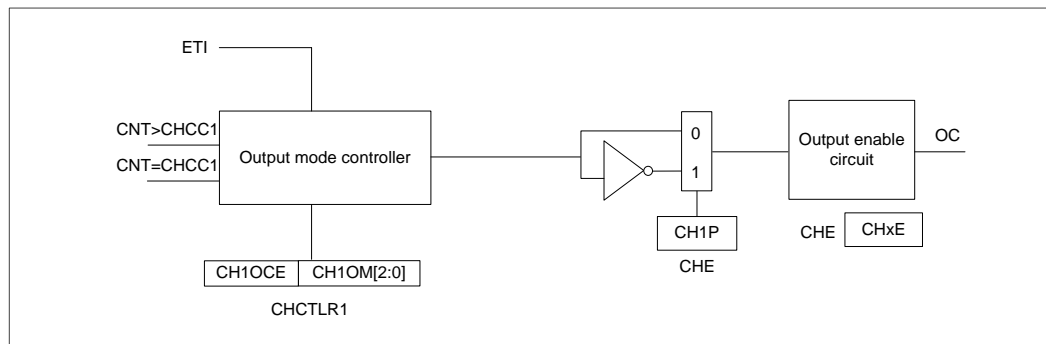 ETI
CNT>CHCC1
CNT=CHCC1
Output mode controller
0
1
Output enable
circuit
OC
CH1P
CHE
CHE
CHxE
CH1OCE
CH1OM[2:0]
CHCTLR1